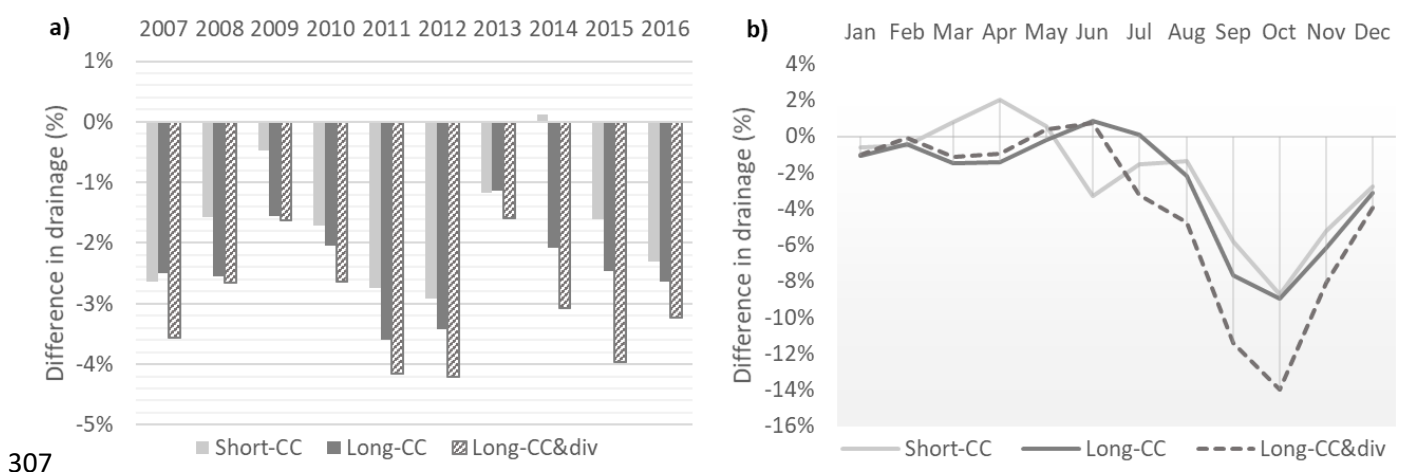 a)
2007 2008 2009 2010 2011 2012 2013 2014 2015 2016
Difference in drainage (%)
1%
0%
-1%
-2%
-3%
-4%
-5%
Short-CC Long-CC Long-CC&div
b)
Jan Feb Mar Apr May Jun Jul Aug Sep Oct Nov Dec
Difference in drainage (%)
4%
2%
0%
-2%
-4%
-6%
-8%
-10%
-12%
-14%
-16%
Short-CC Long-CC Long-CC&div
307